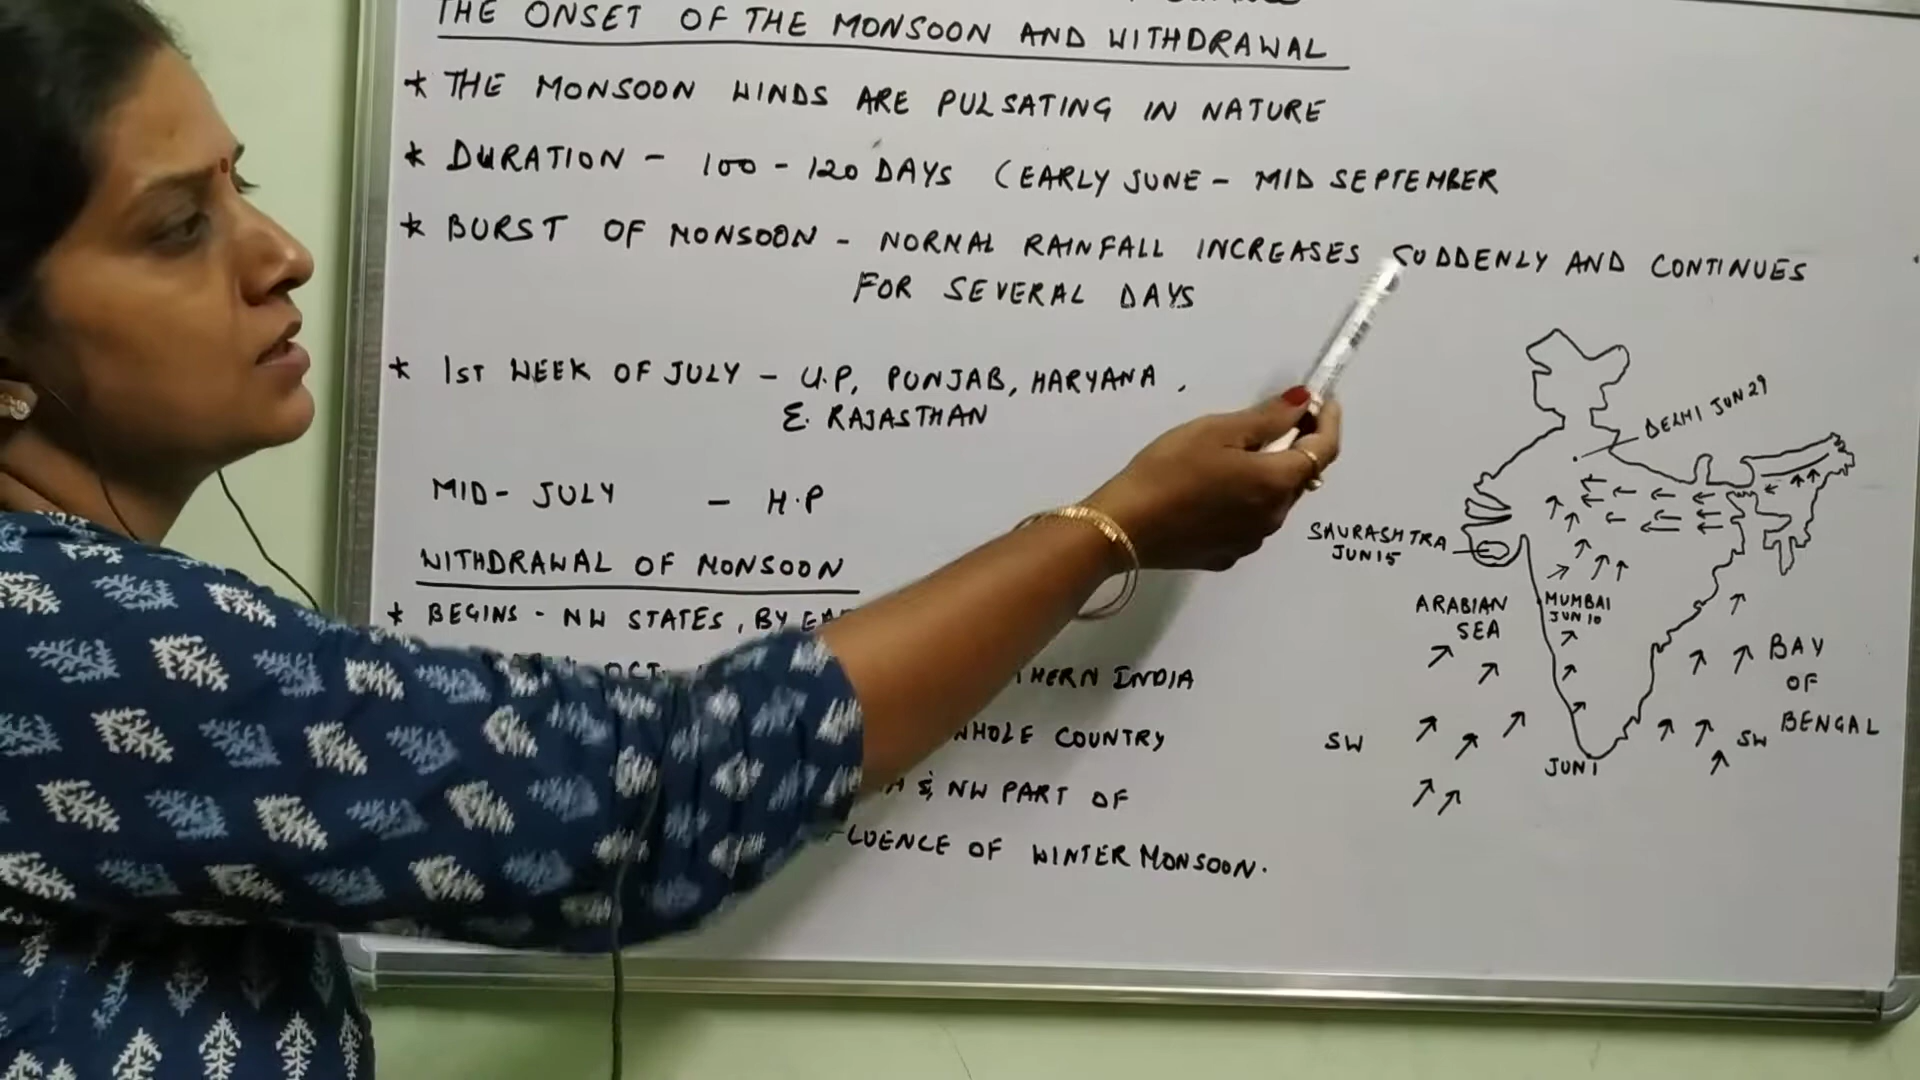 THE ONSET OF THE MONSOON AND WITHDRAWAL
* THE MONSOON WINDS ARE PULSATING IN NATURE
* DURATION - 100 - 120 DAYS (EARLY JUNE - MID SEPTEMBER
* BURST OF MONSOON - NORMAL RAINFALL INCREASES SUDDENLY AND CONTINUES
FOR SEVERAL DAYS
* 1ST WEEK OF JULY - U.P, PUNJAB, HARYANA,
E. RAJASTHAN
MID- JULY - H.P
WITHDRAWAL OF MONSOON
* BEGINS - NW STATES, BY
OCT
INDIA
WHOLE COUNTRY
& NW PART OF
OF WINTER MONSOON.
DELHI JUN 29
SAURASHTRA
JUN 15
ARABIAN
SEA
MUMBAI
JUN 10
BAY
OF
BENGAL
SW
SW
JUN 1